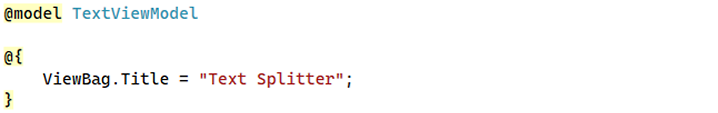 @model TextViewModel

@{
    ViewBag.Title = "Text Splitter";
}